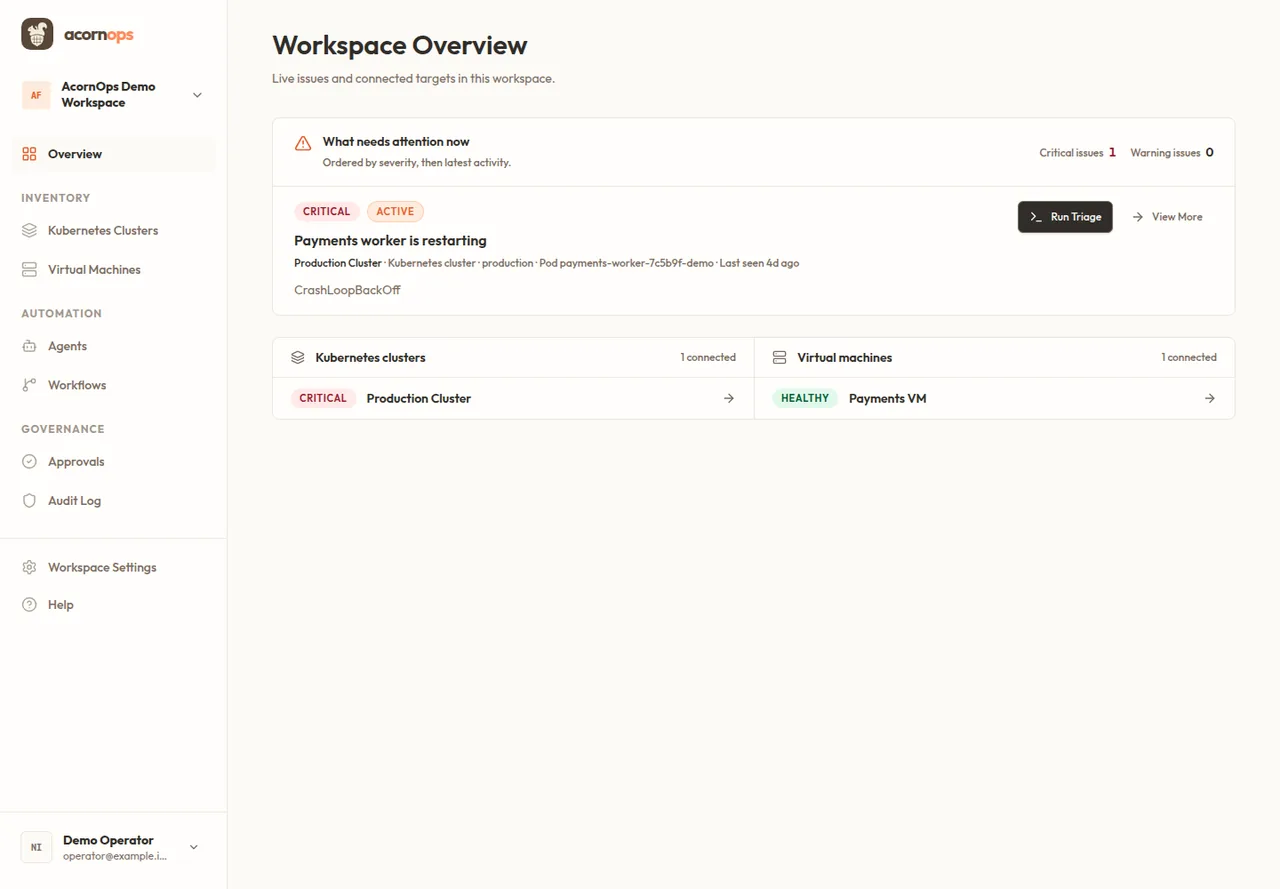 acornops
AF
AcornOps Demo
Workspace
Overview
INVENTORY
Kubernetes Clusters
Virtual Machines
AUTOMATION
Agents
Workflows
GOVERNANCE
Approvals
Audit Log
Workspace Settings
Help
NI
Demo Operator
operator@example.i...
Workspace Overview
Live issues and connected targets in this workspace.
What needs attention now
Ordered by severity, then latest activity.
Critical issues 1 Warning issues 0
CRITICAL ACTIVE
Payments worker is restarting
Production Cluster · Kubernetes cluster · production · Pod payments-worker-7c5b9f-demo · Last seen 4d ago
CrashLoopBackOff
Run Triage View More
Kubernetes clusters 1 connected
CRITICAL Production Cluster
Virtual machines 1 connected
HEALTHY Payments VM